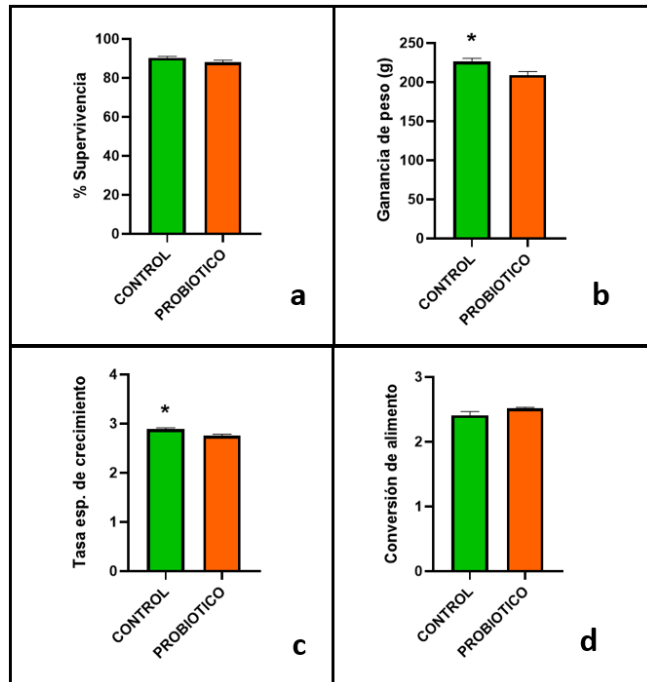 % Supervivencia
100
80
60
40
20
0
CONTROL
PROBIOTICO
a
Ganancia de peso (g)
*
250
200
150
100
50
0
CONTROL
PROBIOTICO
b
Tasa esp. de crecimiento
*
4
3
2
1
0
CONTROL
PROBIOTICO
c
Conversión de alimento
3
2
1
0
CONTROL
PROBIOTICO
d